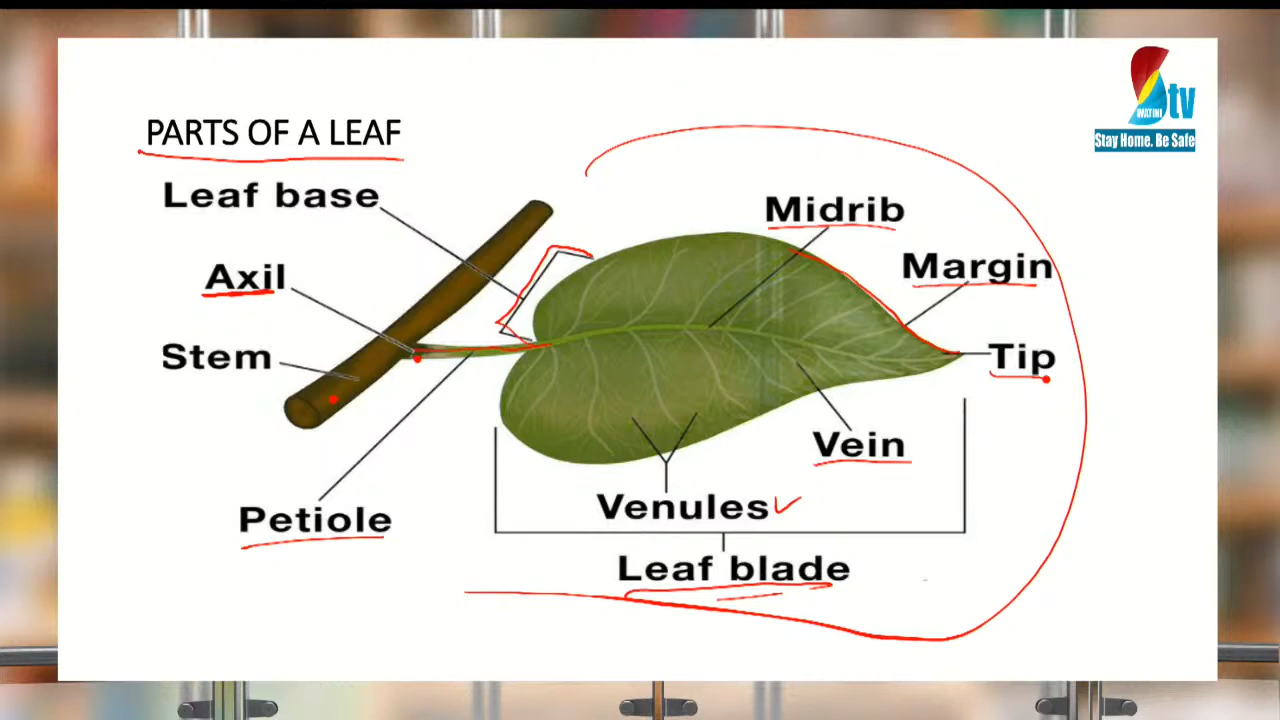 tv
WATINI
Stay Home. Be Safe
PARTS OF A LEAF
Leaf base
Midrib
Axil
Margin
Stem
Tip
Vein
Venules
Petiole
Leaf blade